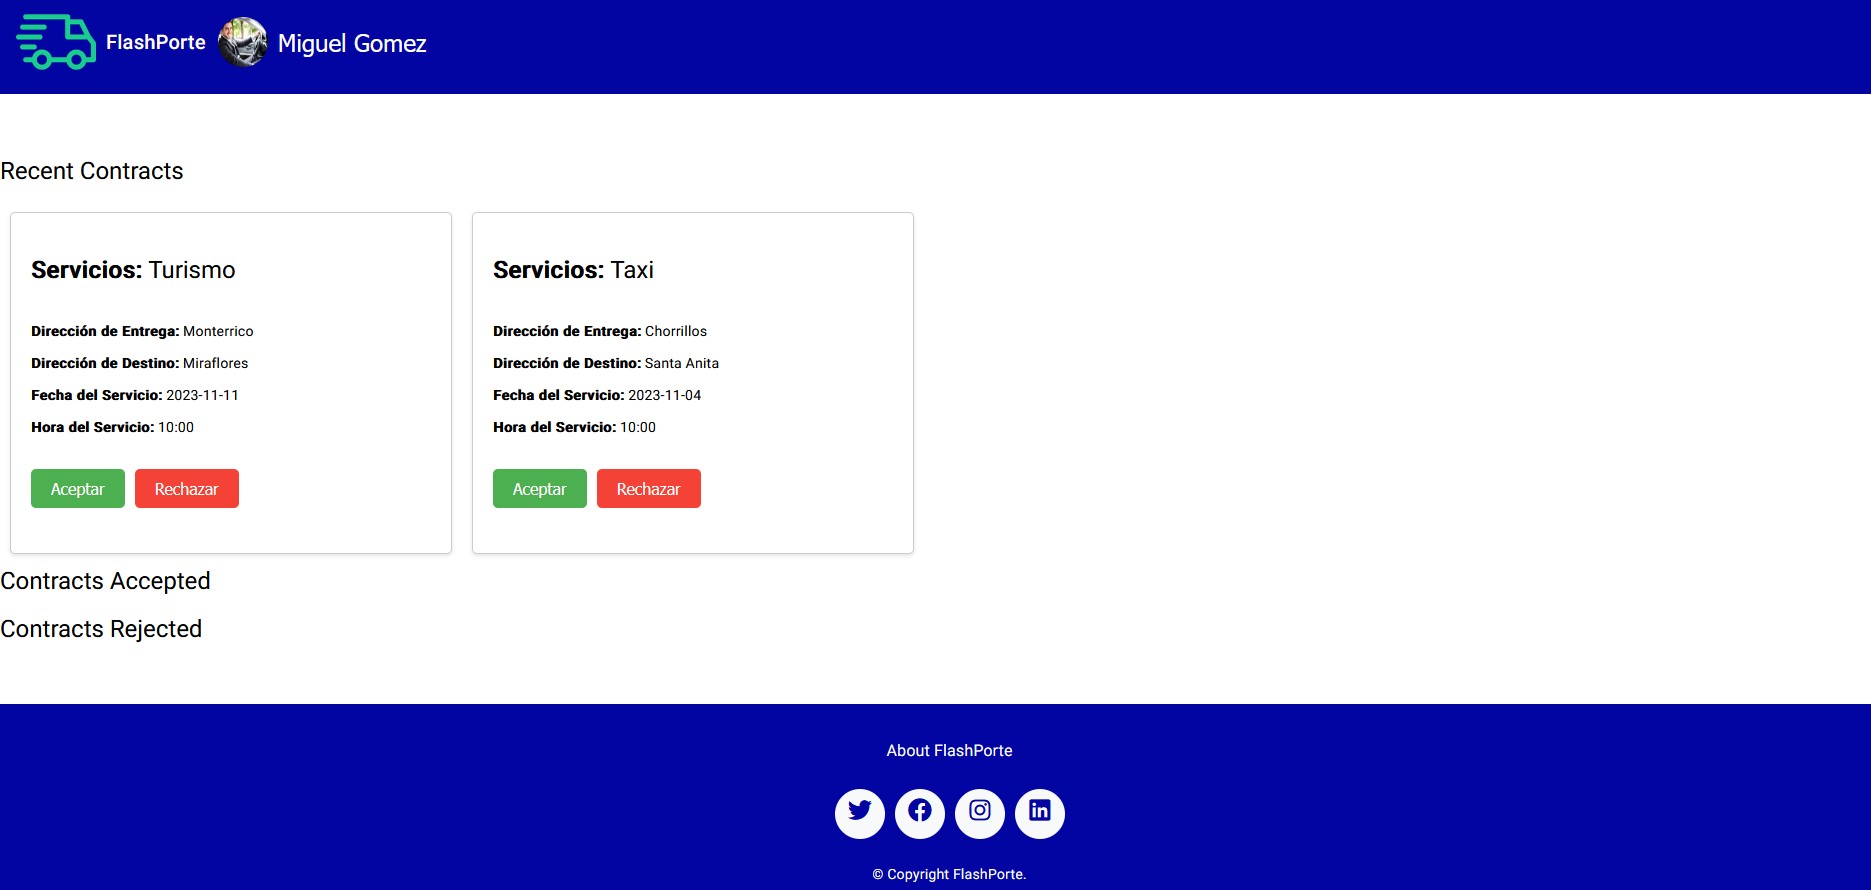 FlashPorte
Miguel Gomez
Recent Contracts
Servicios: Turismo
Dirección de Entrega: Monterrico
Dirección de Destino: Miraflores
Fecha del Servicio: 2023-11-11
Hora del Servicio: 10:00
Aceptar
Rechazar
Servicios: Taxi
Dirección de Entrega: Chorrillos
Dirección de Destino: Santa Anita
Fecha del Servicio: 2023-11-04
Hora del Servicio: 10:00
Aceptar
Rechazar
Contracts Accepted
Contracts Rejected
About FlashPorte
© Copyright FlashPorte.